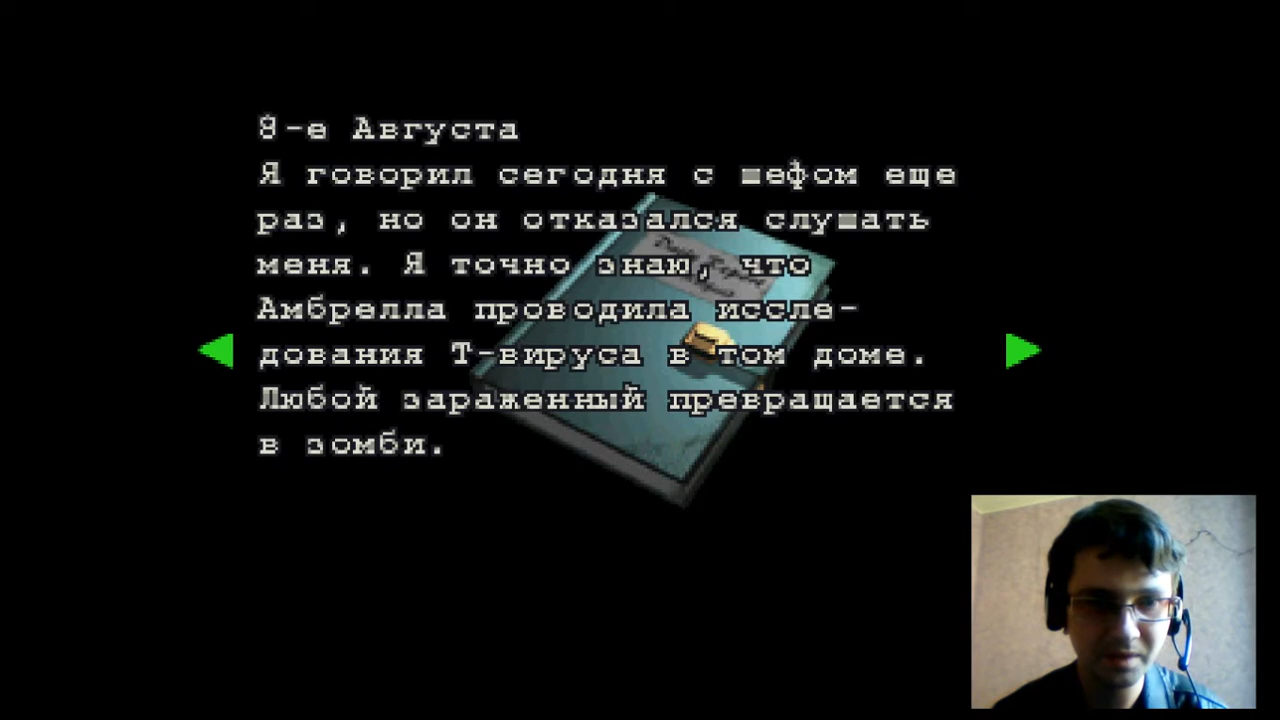 8-е Августа
Я говорил сегодня с шефом еще
раз, но он отказался слушать
меня. Я точно знаю, что
Амбрелла проводила иссле-
дования Т-вируса в том доме.
Любой зараженный превращается
в зомби.